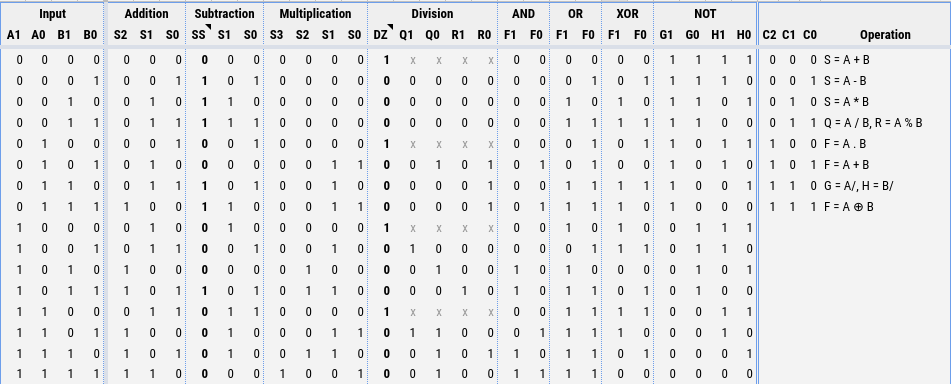 Input Addition Subtraction Multiplication Division AND OR XOR NOT
A1 A0 B1 B0 S2 S1 S0 SS S1 S0 S3 S2 S1 S0 DZ Q1 Q0 R1 R0 F1 F0 F1 F0 F1 F0 G1 G0 H1 H0 C2 C1 C0 Operation
0 0 0 0 0 0 0 0 0 0 0 0 0 0 1 x x x x 0 0 0 0 0 0 1 1 1 1 0 0 0 S = A + B
0 0 0 1 0 0 1 1 0 1 0 0 0 0 0 0 0 0 0 0 0 0 1 0 1 1 1 1 0 0 0 1 S = A - B
0 0 1 0 0 1 0 1 1 0 0 0 0 0 0 0 0 0 0 0 0 1 0 1 0 1 1 0 1 0 1 0 S = A * B
0 0 1 1 0 1 1 1 1 1 0 0 0 0 0 0 0 0 0 0 0 1 1 1 1 1 1 0 0 0 1 1 Q = A / B, R = A % B
0 1 0 0 0 0 1 0 0 1 0 0 0 0 1 x x x x 0 0 0 1 0 1 1 0 1 1 1 0 0 F = A . B
0 1 0 1 0 1 0 0 0 0 0 0 1 1 0 0 1 0 1 0 1 0 1 0 0 1 0 1 0 1 0 1 F = A + B
0 1 1 0 0 1 1 1 0 1 0 0 1 0 0 0 0 0 1 0 0 1 1 1 1 1 0 0 1 1 1 0 G = A/, H = B/
0 1 1 1 0 1 1 1 1 0 0 0 1 1 0 0 0 0 1 0 1 1 1 1 0 1 0 0 0 1 1 1 F = A ⊕ B
1 0 0 0 0 1 0 0 1 0 0 0 0 0 1 x x x x 0 0 1 0 1 0 0 1 1 1
1 0 0 1 0 1 1 0 0 1 0 0 1 0 0 1 0 0 0 0 0 0 1 1 1 0 1 1 0
1 0 1 0 1 0 0 0 0 0 0 1 0 0 0 0 1 0 0 1 0 1 0 0 0 0 1 0 1
1 0 1 1 1 0 1 1 0 1 0 1 1 0 0 0 0 1 0 1 0 1 1 0 1 0 1 0 0
1 1 0 0 0 1 1 0 1 1 0 0 0 0 1 x x x x 0 0 1 1 1 1 0 0 1 1
1 1 0 1 1 0 0 0 1 0 0 0 1 1 0 1 1 0 0 0 1 1 1 1 0 0 0 1 0
1 1 1 0 1 0 1 0 0 1 0 1 1 0 0 0 1 0 1 1 0 1 1 0 1 0 0 0 1
1 1 1 1 1 1 0 0 0 0 1 0 0 1 0 0 1 0 0 1 1 1 1 0 0 0 0 0 0